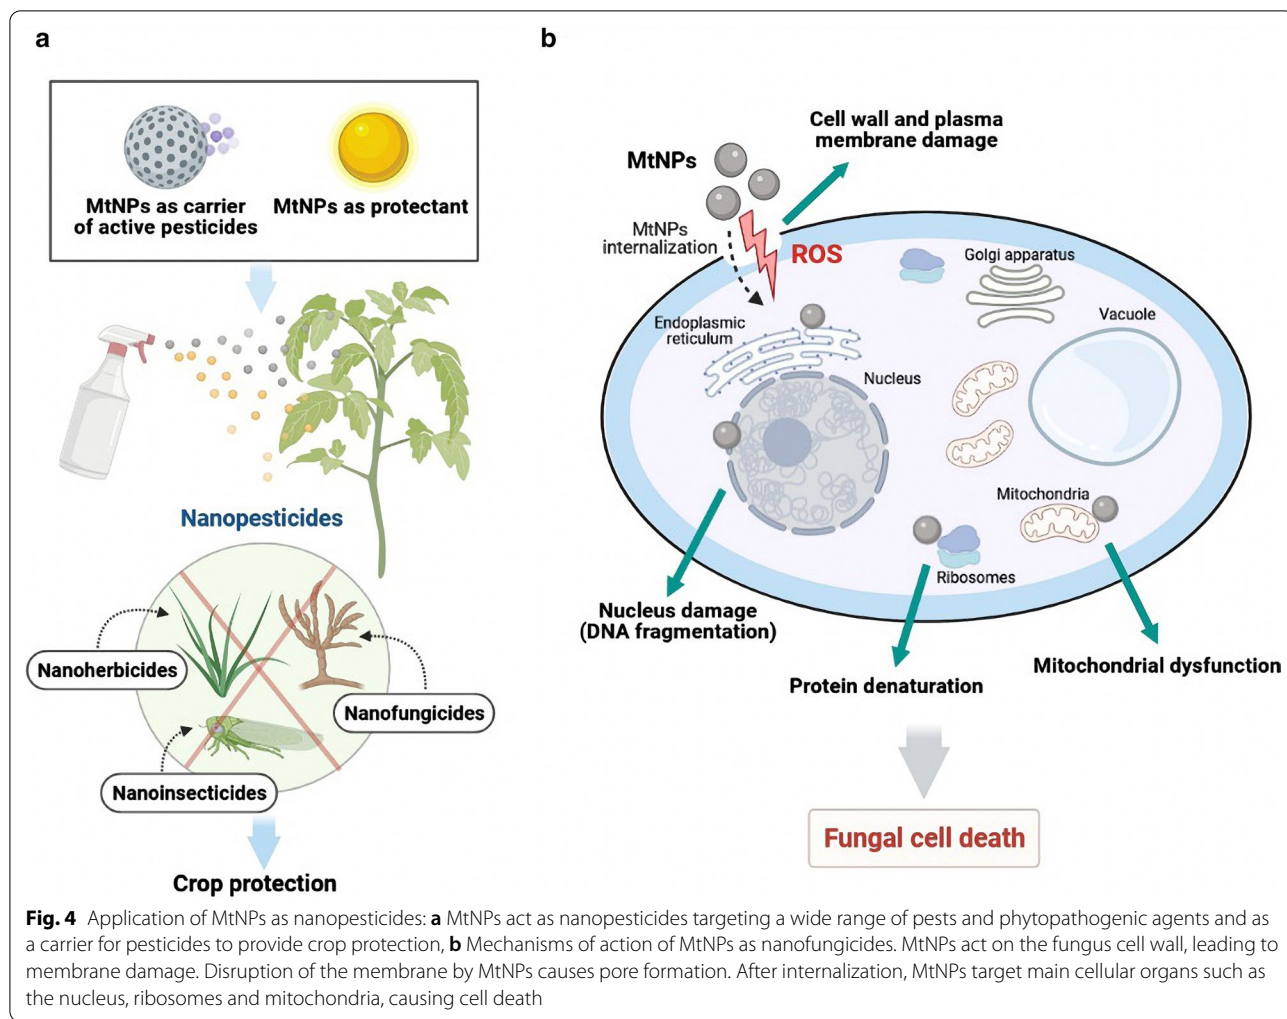 a
MtNPs as carrier
of active pesticides
MtNPs as protectant
Nanopesticides
Nanoherbicides
Nanofungicides
Nanoinsecticides
Crop protection
b
Cell wall and plasma
membrane damage
MtNPs
MtNPs
internalization
ROS
Golgi apparatus
Endoplasmic
reticulum
Vacuole
Nucleus
Mitochondria
Ribosomes
Nucleus damage
(DNA fragmentation)
Protein denaturation
Mitochondrial dysfunction
Fungal cell death
Fig. 4 Application of MtNPs as nanopesticides: a MtNPs act as nanopesticides targeting a wide range of pests and phytopathogenic agents and as
a carrier for pesticides to provide crop protection, b Mechanisms of action of MtNPs as nanofungicides. MtNPs act on the fungus cell wall, leading to
membrane damage. Disruption of the membrane by MtNPs causes pore formation. After internalization, MtNPs target main cellular organs such as
the nucleus, ribosomes and mitochondria, causing cell death